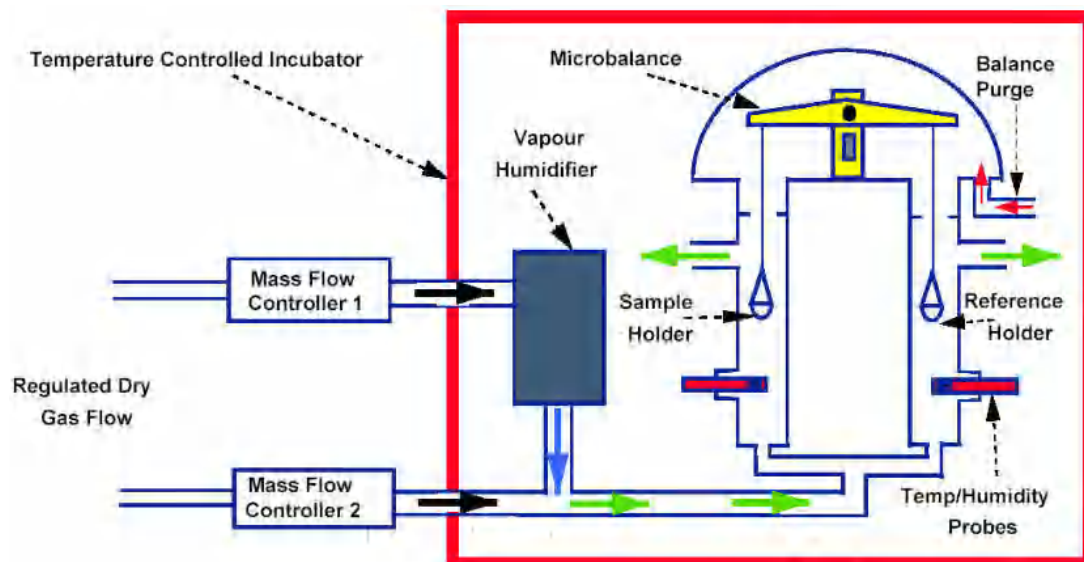 Temperature Controlled Incubator
Microbalance
Balance
Purge
Vapour
Humidifier
Mass Flow
Controller 1
Sample
Holder
Reference
Holder
Regulated Dry
Gas Flow
Mass Flow
Controller 2
Temp/Humidity
Probes